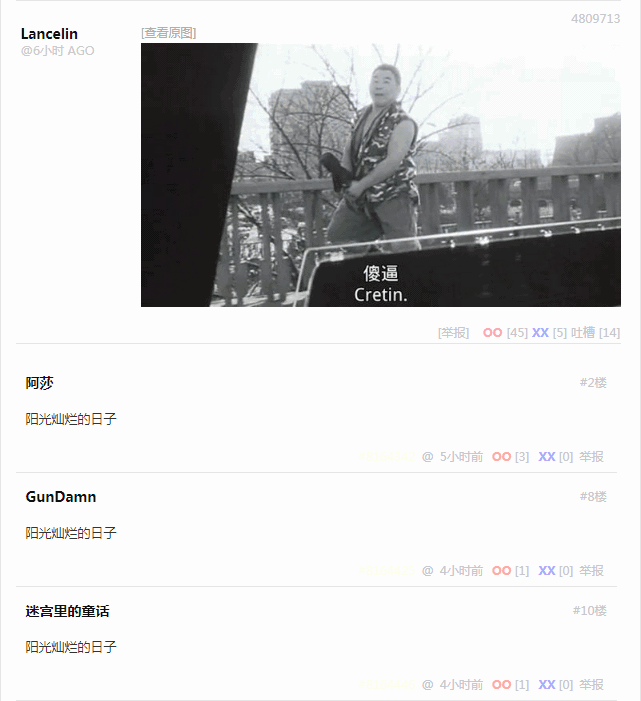 4809713
Lancelin
@6小时 AGO
[查看原图]
傻逼
Cretin.
[举报] OO [45] XX [5] 吐槽 [14]
阿莎
#2楼
阳光灿烂的日子
@ 5小时前 OO [3] XX [0] 举报
GunDamn
#8楼
阳光灿烂的日子
@ 4小时前 OO [1] XX [0] 举报
迷宫里的童话
#10楼
阳光灿烂的日子
@ 4小时前 OO [1] XX [0] 举报